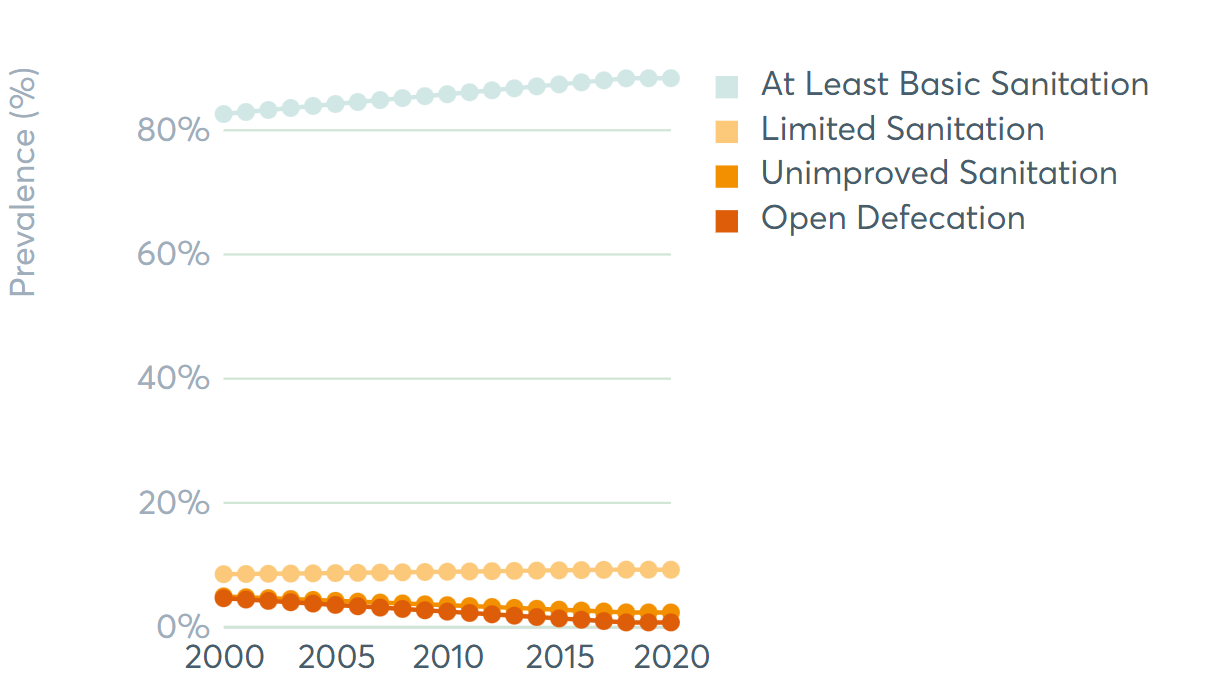 Prevalence (%)
80%
60%
40%
20%
0%
2000 2005 2010 2015 2020
At Least Basic Sanitation
Limited Sanitation
Unimproved Sanitation
Open Defecation